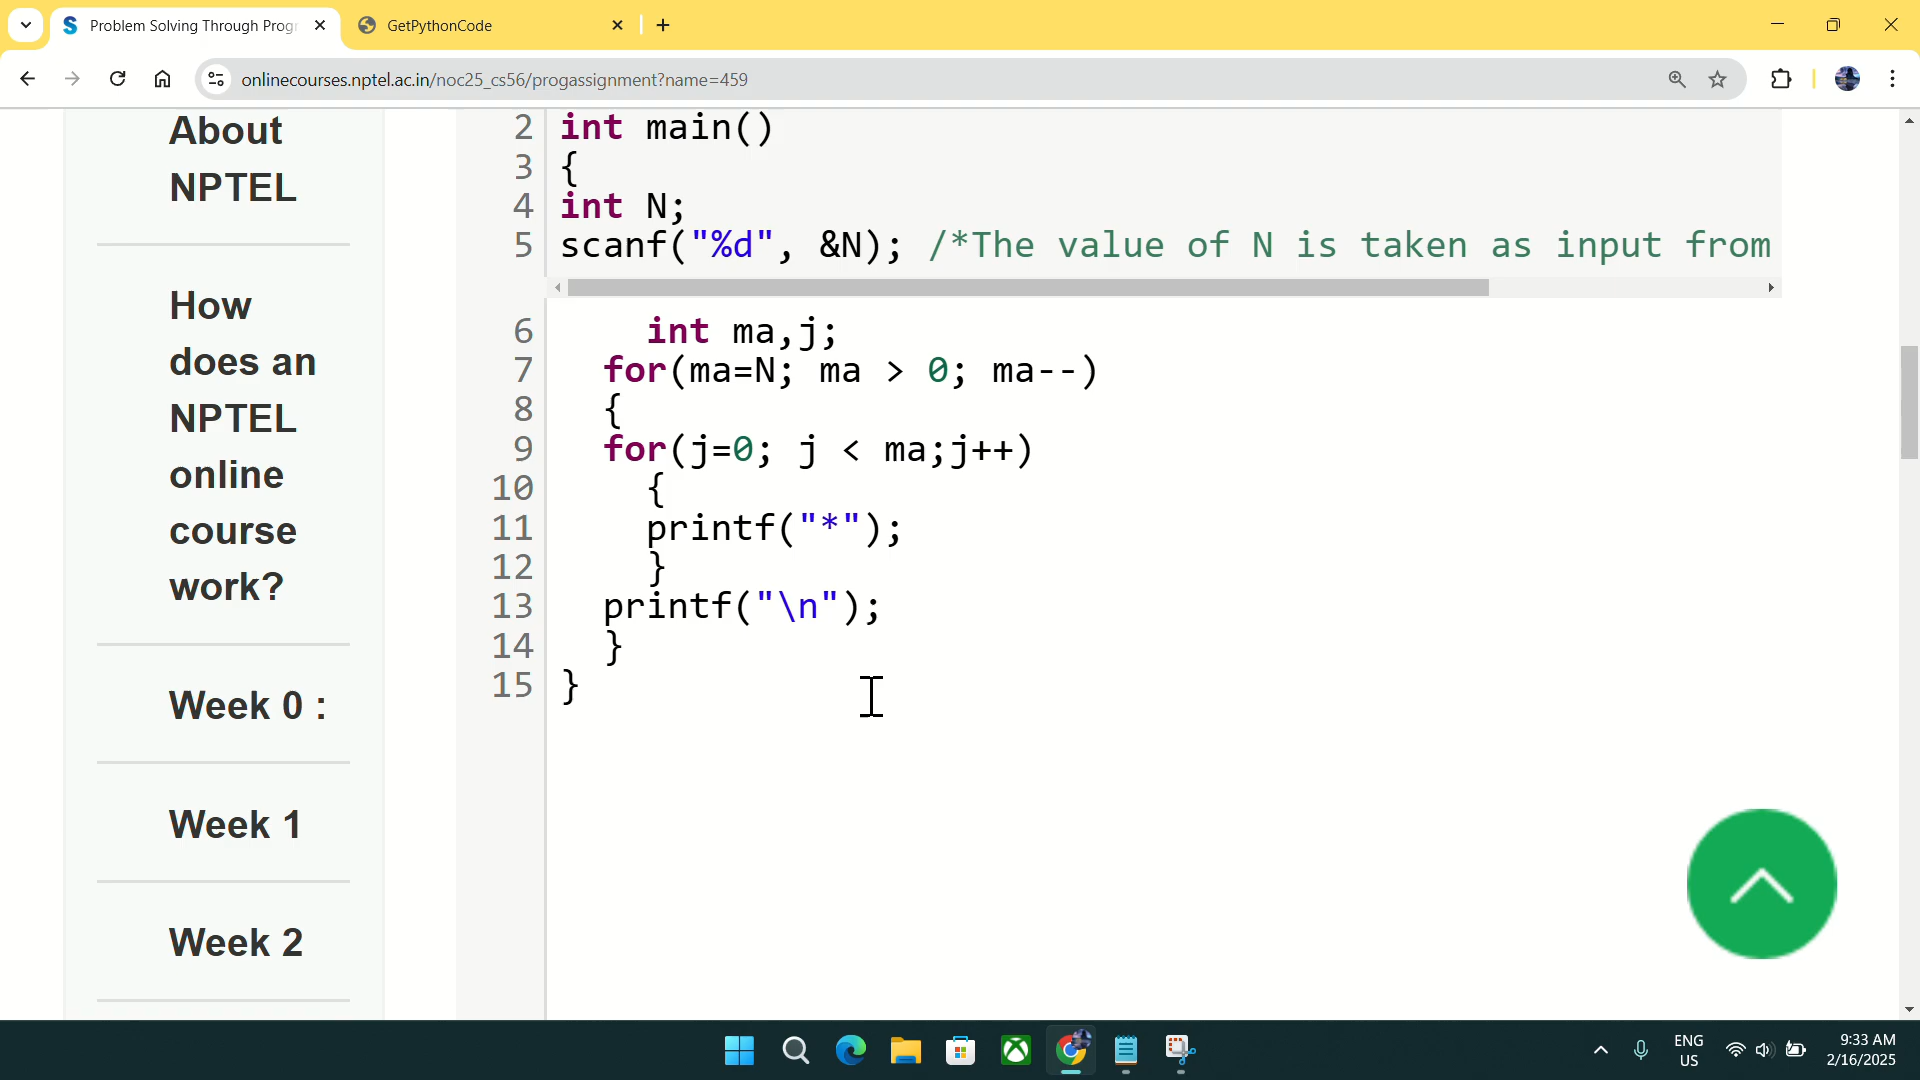 Problem Solving Through Progr
GetPythonCode
onlinecourses.nptel.ac.in/noc25_cs56/progassignment?name=459
About
NPTEL
How
does an
NPTEL
online
course
work?
Week 0 :
Week 1
Week 2
2 int main()
3 {
4 int N;
5 scanf("%d", &N); /*The value of N is taken as input from
6 int ma,j;
7 for(ma=N; ma > 0; ma--)
8 {
9 for(j=0; j < ma;j++)
10 {
11 printf("*");
12 }
13 printf("\n");
14 }
15 }
ENG
US
9:33 AM
2/16/2025